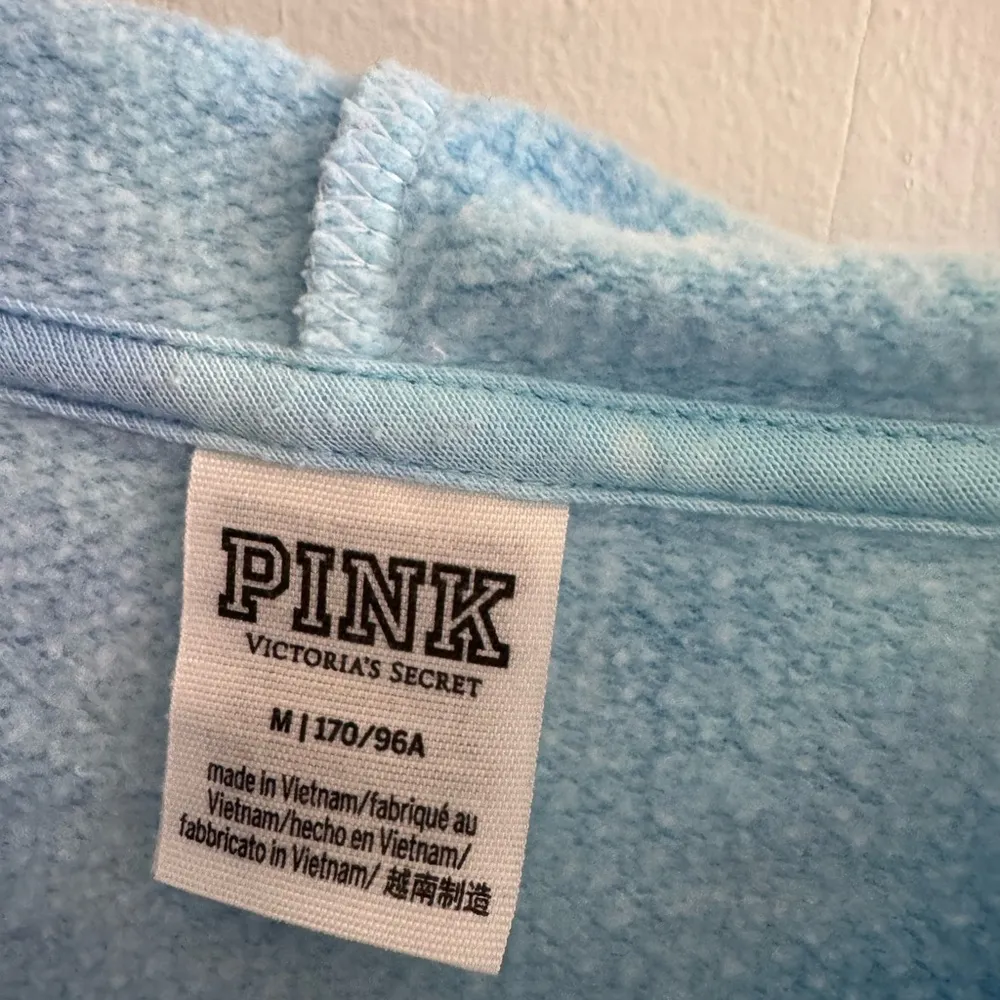 PINK
VICTORIA'S SECRET
M | 170/96A
made in Vietnam/fabriqué au
Vietnam/hecho en Vietnam/
fabbricato in Vietnam/ 越南制造